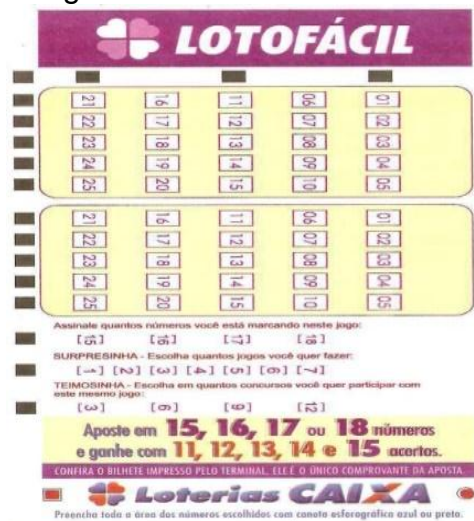 LOTOFÁCIL
21 16 11 06 01
22 17 12 07 02
23 18 13 08 03
24 19 14 09 04
25 20 15 10 05
21 16 11 06 01
22 17 12 07 02
23 18 13 08 03
24 19 14 09 04
25 20 15 10 05
Assinale quantos números você está marcando neste jogo:
[15] [16] [17] [18]
SURPRESINHA - Escolha quantos jogos você quer fazer:
[1] [2] [3] [4] [5] [6] [7]
TEIMOSINHA - Escolha em quantos concursos você quer participar com
este mesmo jogo:
[3] [6] [9] [12]
Aposte em 15, 16, 17 ou 18 números
e ganhe com 11, 12, 13, 14 e 15 acertos.
CONFIRA O BILHETE IMPRESSO PELO TERMINAL. ELE É O ÚNICO COMPROVANTE DA APOSTA.
Loterias CAIXA
Preencha toda a área dos números escolhidos com caneta esferográfica azul ou preta.